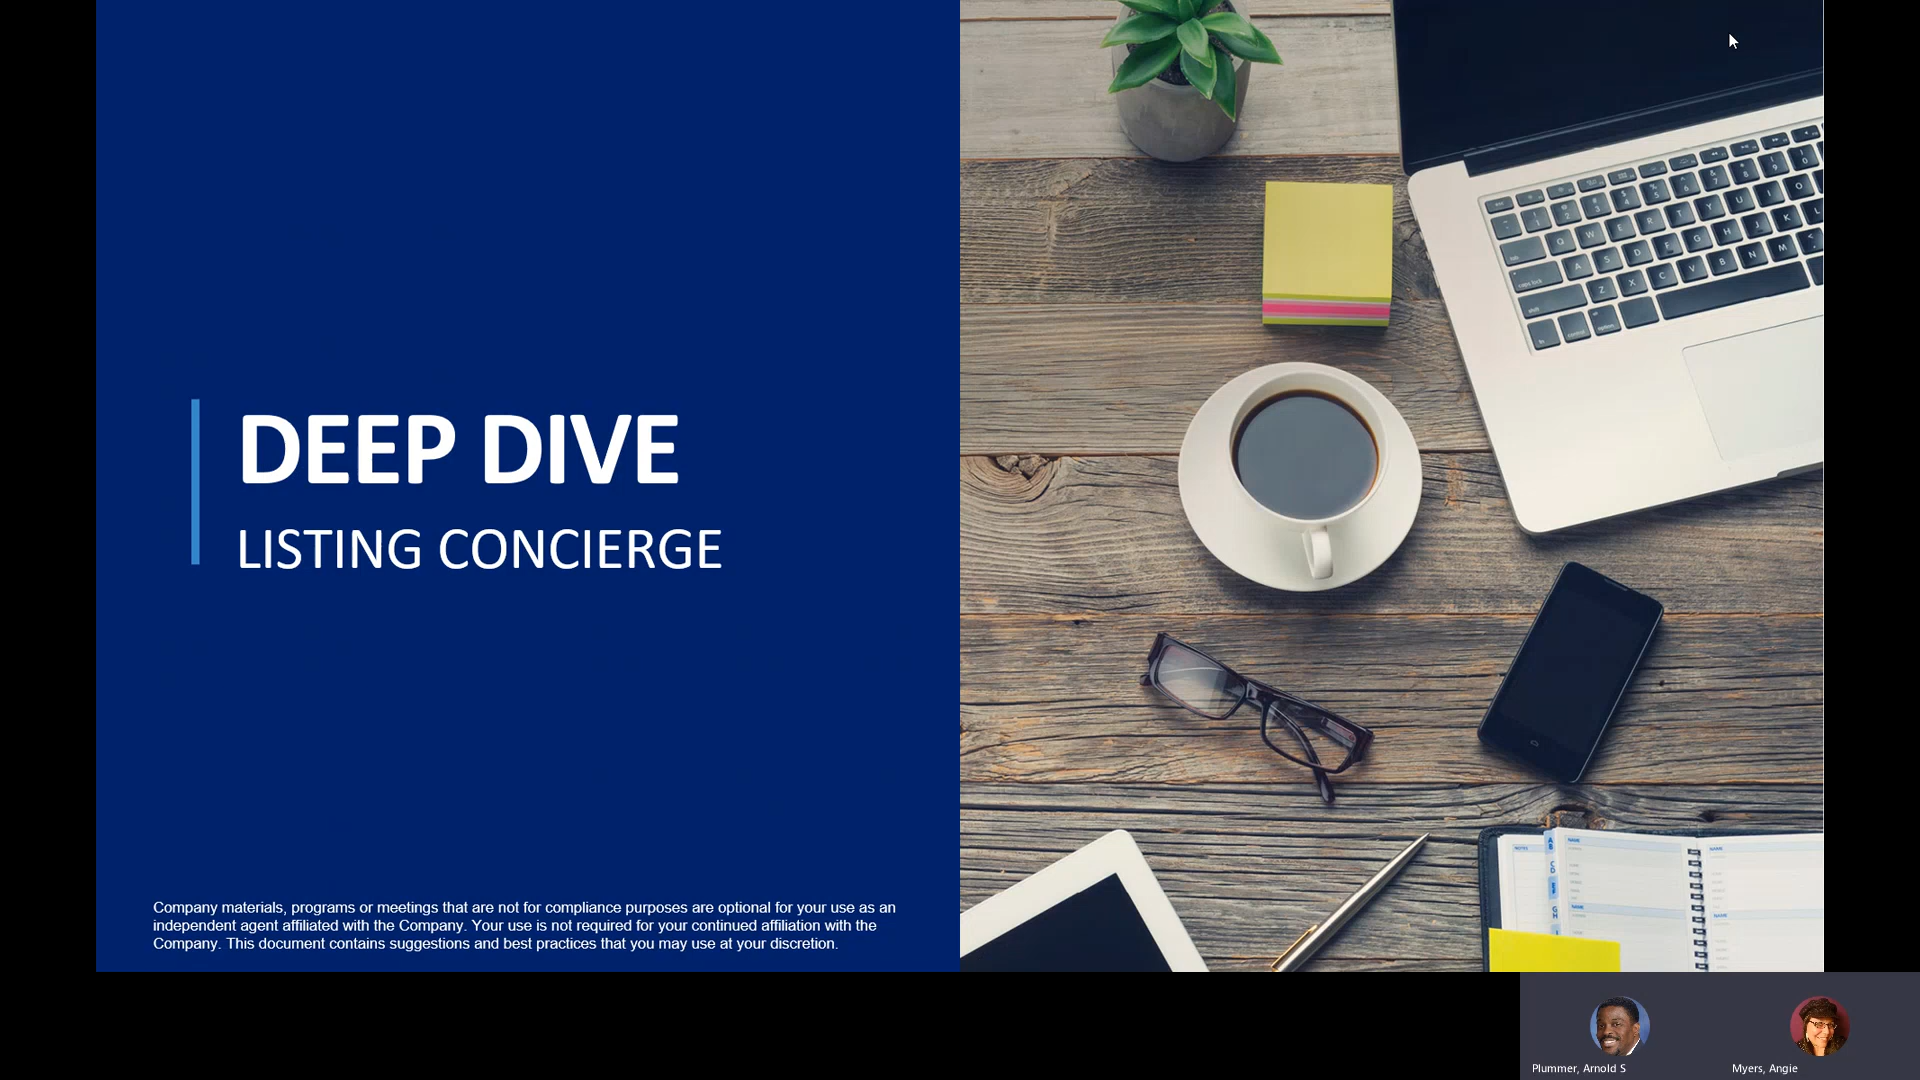 DEEP DIVE
LISTING CONCIERGE
Company materials, programs or meetings that are not for compliance purposes are optional for your use as an
independent agent affiliated with the Company. Your use is not required for your continued affiliation with the
Company. This document contains suggestions and best practices that you may use at your discretion.
Plummer, Arnold S
Myers, Angie